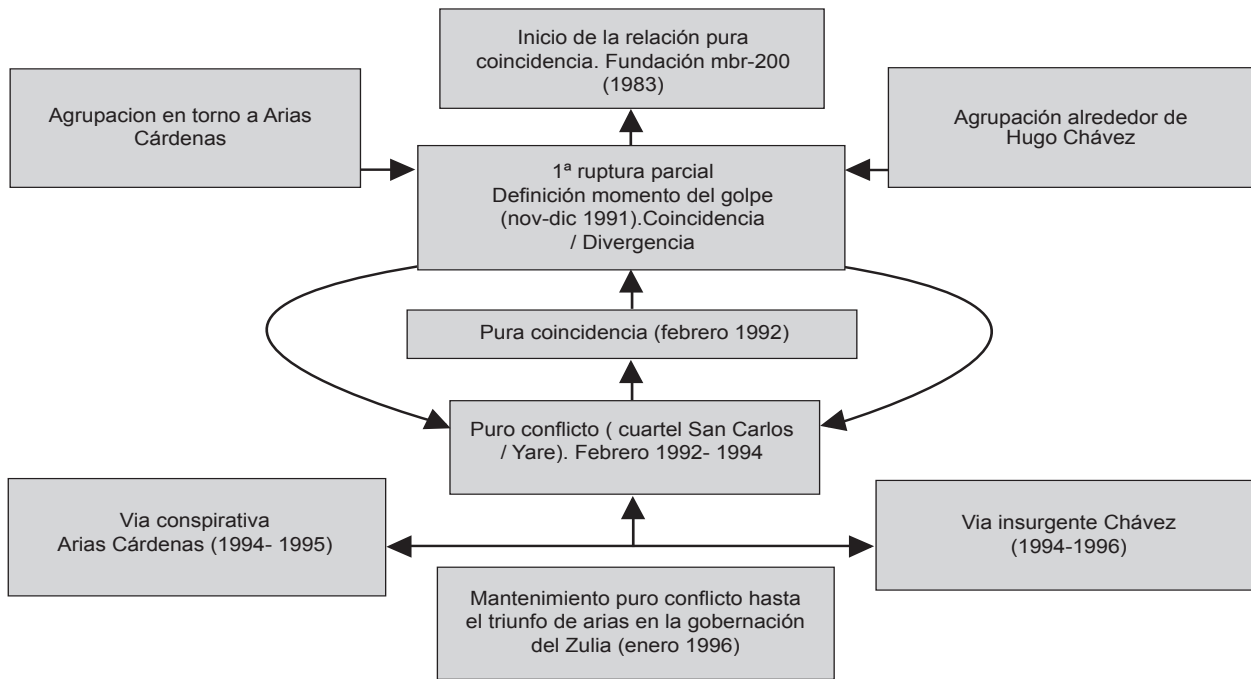 Inicio de la relación pura
coincidencia. Fundación mbr-200
(1983)
Agrupacion en torno a Arias
Cárdenas
Agrupación alrededor de
Hugo Chávez
1ª ruptura parcial
Definición momento del golpe
(nov-dic 1991).Coincidencia
/ Divergencia
Pura coincidencia (febrero 1992)
Puro conflicto ( cuartel San Carlos
/ Yare). Febrero 1992- 1994
Via conspirativa
Arias Cárdenas (1994- 1995)
Via insurgente Chávez
(1994-1996)
Mantenimiento puro conflicto hasta
el triunfo de arias en la gobernación
del Zulia (enero 1996)